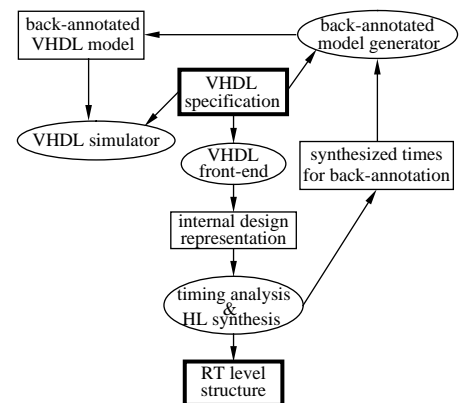 back-annotated
VHDL model
back-annotated
model generator
VHDL
specification
VHDL simulator
VHDL
front-end
synthesized times
for back-annotation
internal design
representation
timing analysis
&
HL synthesis
RT level
structure